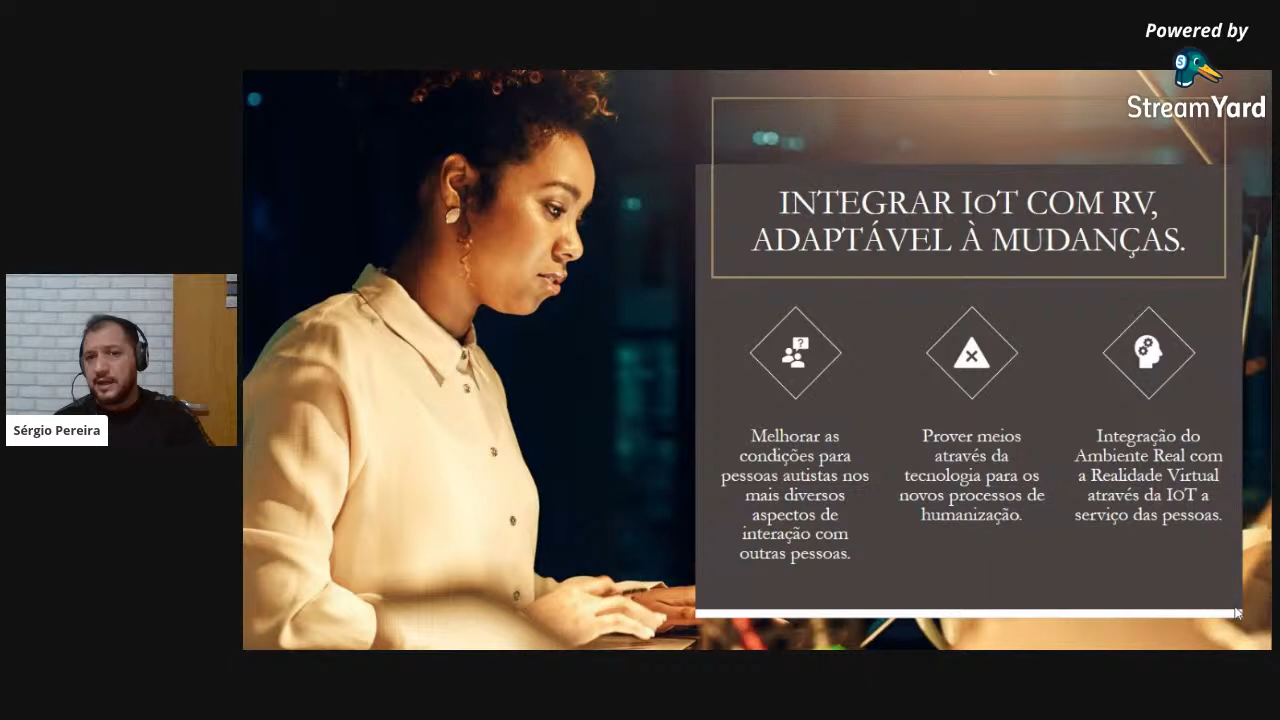 Powered by
StreamYard
INTEGRAR IoT COM RV,
ADAPTÁVEL À MUDANÇAS.
Melhorar as
condições para
pessoas autistas nos
mais diversos
aspectos de
interação com
outras pessoas.
Prover meios
através da
tecnologia para os
novos processos de
humanização.
Integração do
Ambiente Real com
a Realidade Virtual
através da IOT a
serviço das pessoas.
Sérgio Pereira